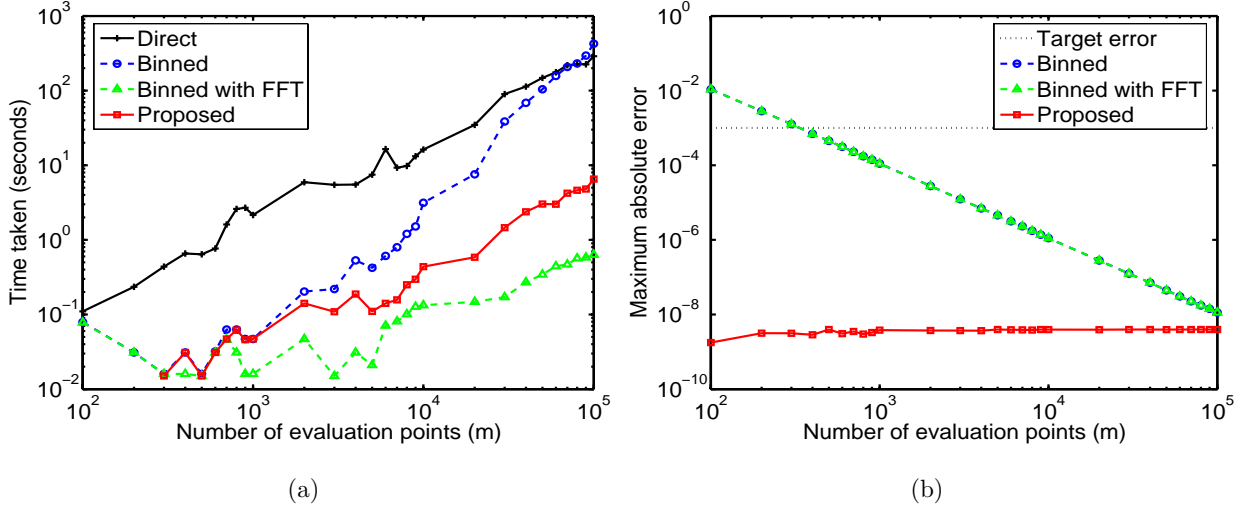 10^3
10^2
10^1
10^0
10^−1
10^−2
Time taken (seconds)
Direct
Binned
Binned with FFT
Proposed
10^2
10^3
10^4
10^5
Number of evaluation points (m)
(a)
10^0
10^−2
10^−4
10^−6
10^−8
10^−10
Maximum absolute error
Target error
Binned
Binned with FFT
Proposed
10^2
10^3
10^4
10^5
Number of evaluation points (m)
(b)